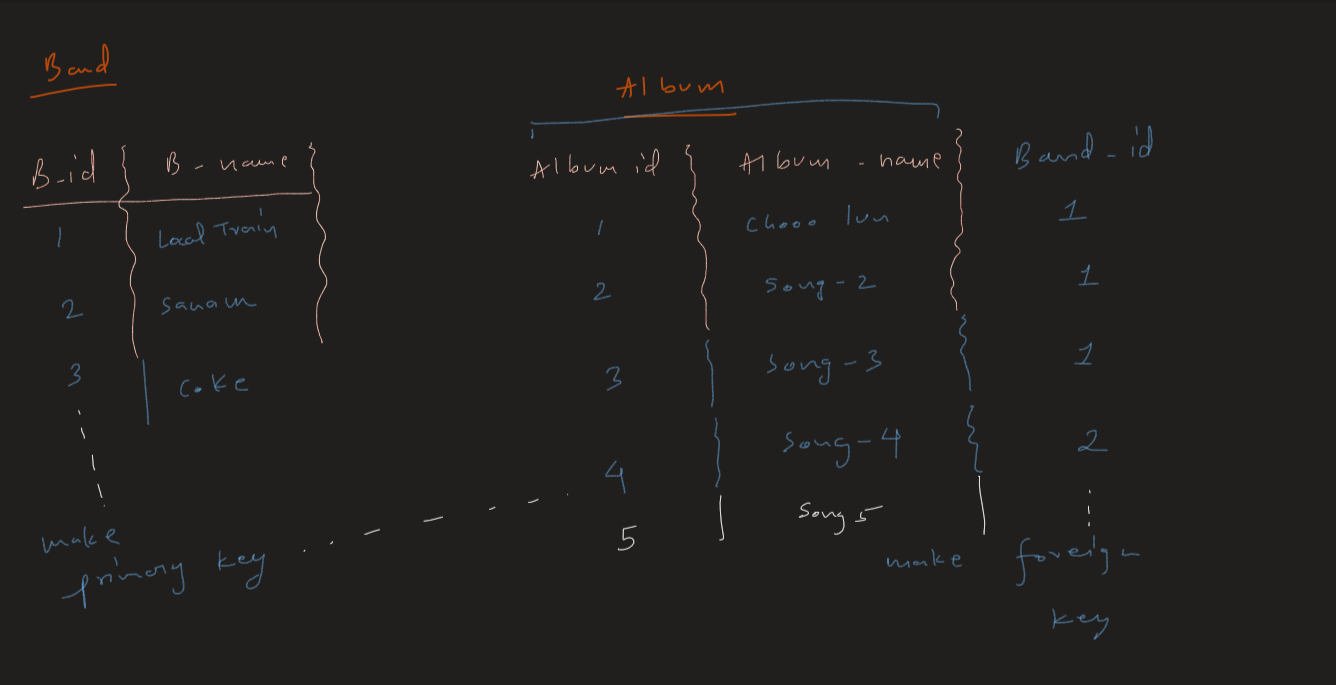 Band
Album
B-id B-name Album id Album-name Band-id
1 Local Train 1 Chooo lun 1
2 Sanam 2 Song-2 1
3 Coke 3 Song-3 1
4 Song-4 2
5 Song 5
make primary key
make foreign key